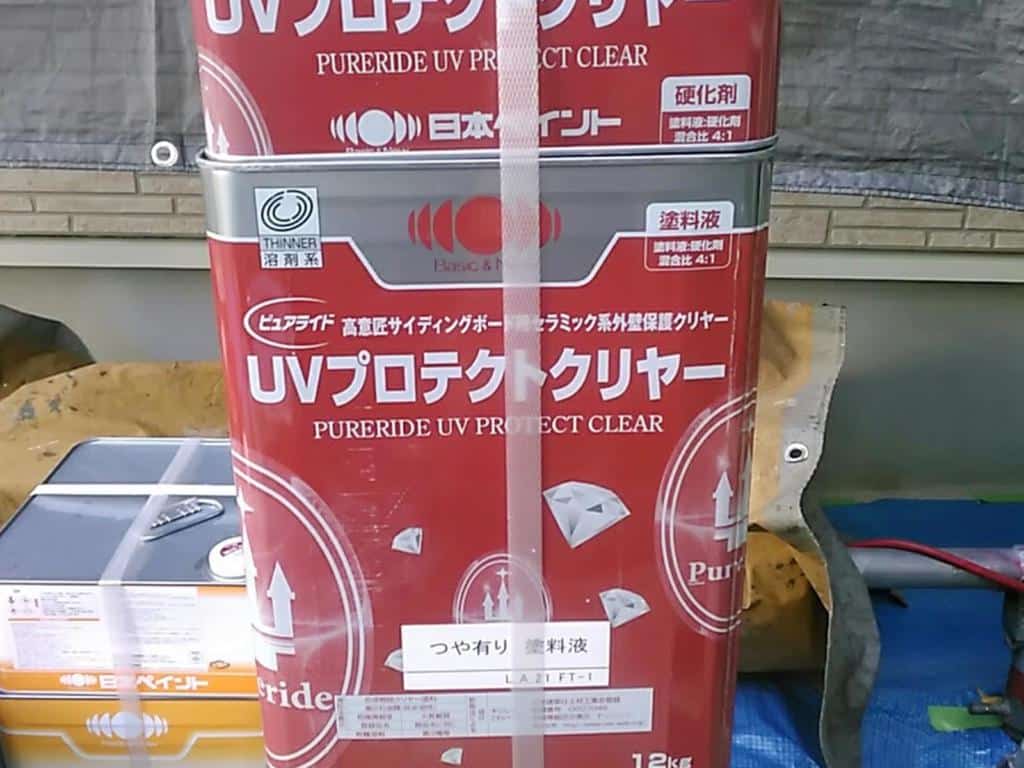 UVプロテクトクリヤー
PURERIDE UV PROTECT CLEAR
硬化剤
塗料液:硬化剤
混合比 4:1
日本ペイント
Basic & New
THINNER
溶剤系
Basic & New
塗料液
塗料液:硬化剤
混合比 4:1
ピュアライド 高意匠サイディングボード用セラミック系外壁保護クリヤー
UVプロテクトクリヤー
PURERIDE UV PROTECT CLEAR
つや有り 塗料液
12kg
日本ペイント